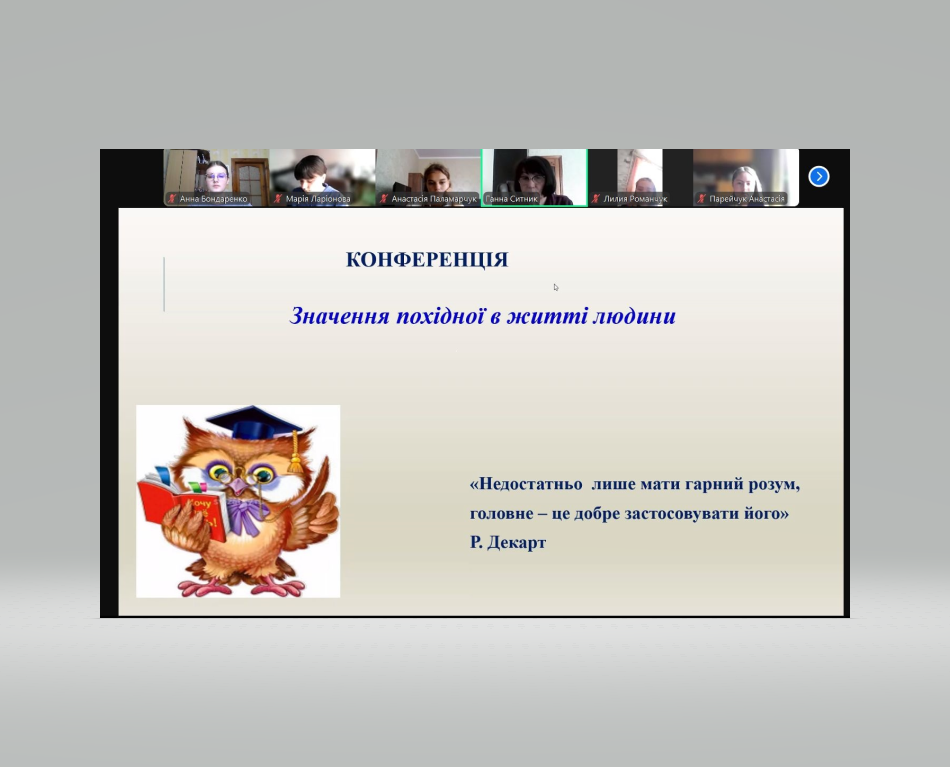 Анна Бондаренко
Марія Ларіонова
Анастасія Паламарчук
Ганна Ситник
Лилия Романчук
Парейчук Анастасія
КОНФЕРЕНЦІЯ
Значення похідної в житті людини
Хочу
«Недостатньо лише мати гарний розум,
головне – це добре застосовувати його»
Р. Декарт